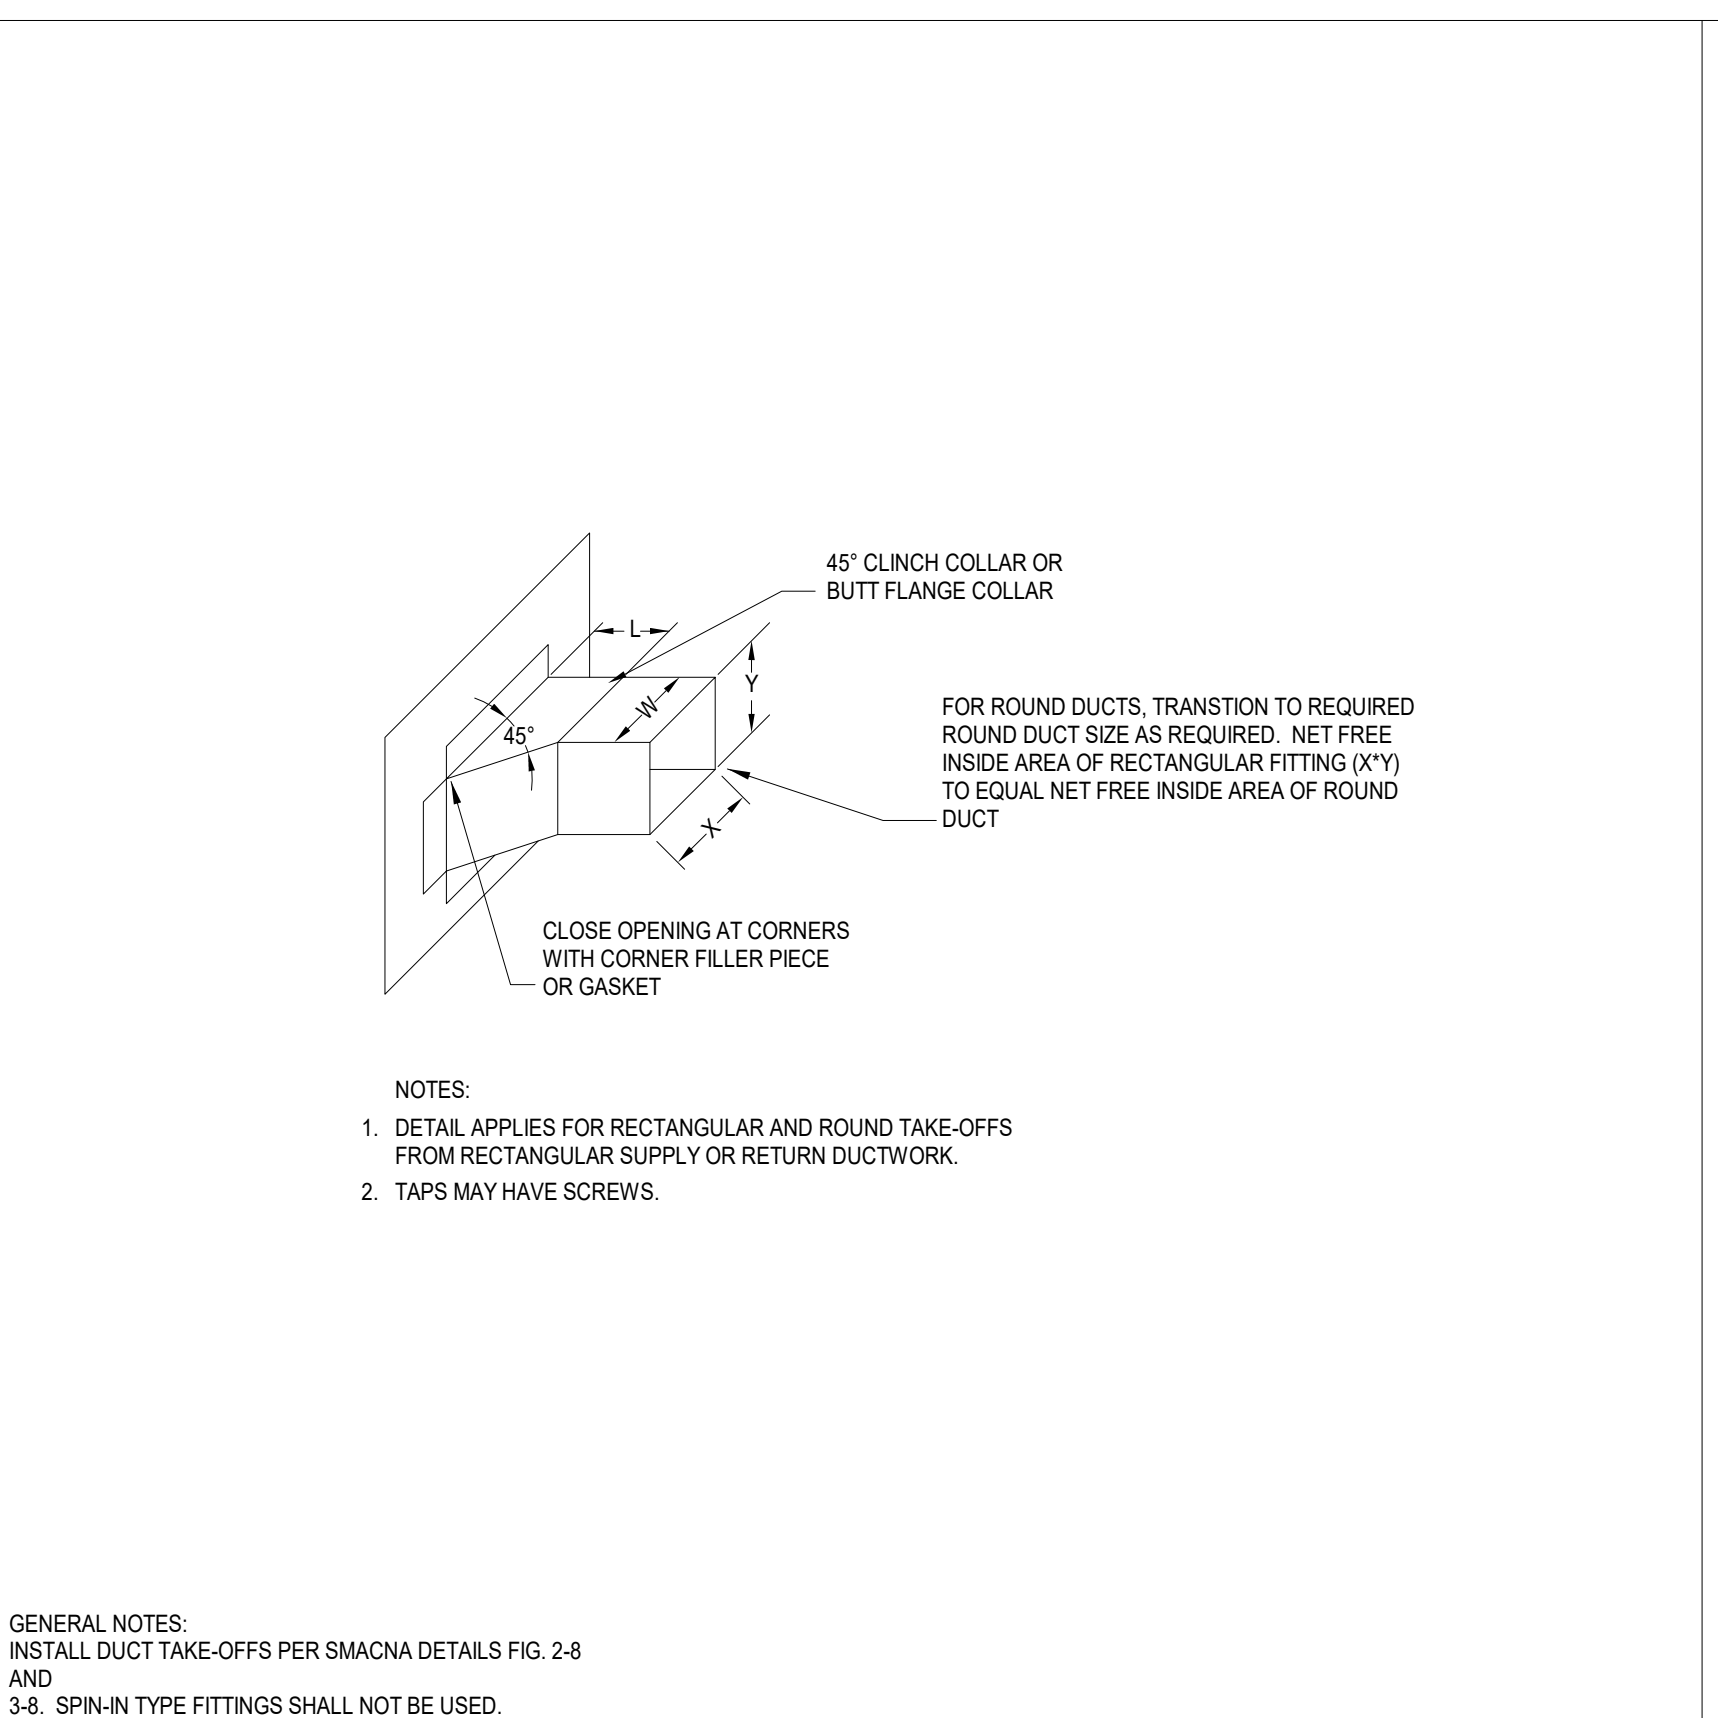 45° CLINCH COLLAR OR
BUTT FLANGE COLLAR
L
Y
W
45°
X
FOR ROUND DUCTS, TRANSTION TO REQUIRED
ROUND DUCT SIZE AS REQUIRED.  NET FREE
INSIDE AREA OF RECTANGULAR FITTING (X*Y)
TO EQUAL NET FREE INSIDE AREA OF ROUND
DUCT
CLOSE OPENING AT CORNERS
WITH CORNER FILLER PIECE
OR GASKET
NOTES:
1. DETAIL APPLIES FOR RECTANGULAR AND ROUND TAKE-OFFS
FROM RECTANGULAR SUPPLY OR RETURN DUCTWORK.
2. TAPS MAY HAVE SCREWS.
GENERAL NOTES:
INSTALL DUCT TAKE-OFFS PER SMACNA DETAILS FIG. 2-8
AND
3-8.  SPIN-IN TYPE FITTINGS SHALL NOT BE USED.